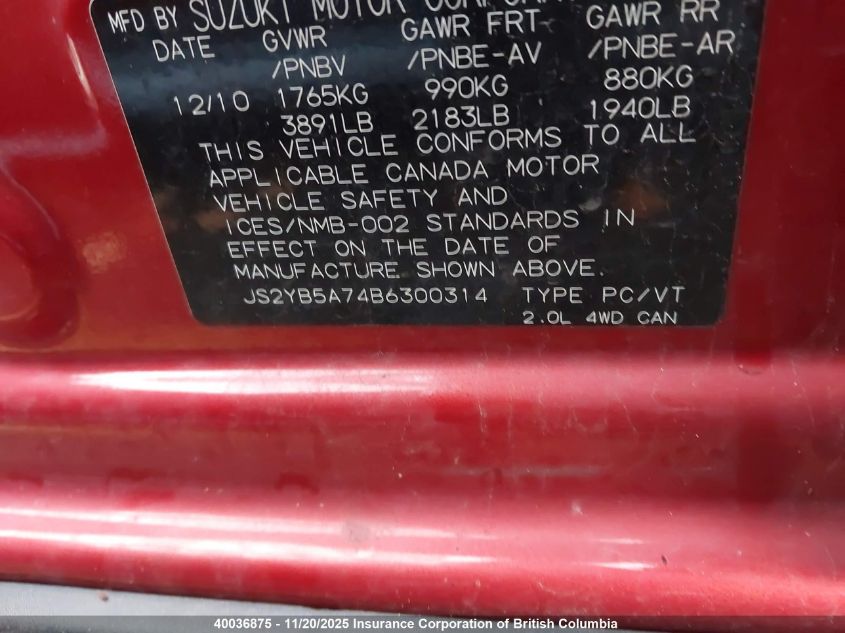 MFD BY SUZUKI MOTOR
DATE GVWR GAWR FRT GAWR RR
/PNBV /PNBE-AV /PNBE-AR
12/10 1765KG 990KG 880KG
3891LB 2183LB 1940LB
THIS VEHICLE CONFORMS TO ALL
APPLICABLE CANADA MOTOR
VEHICLE SAFETY AND
ICES/NMB-002 STANDARDS IN
EFFECT ON THE DATE OF
MANUFACTURE SHOWN ABOVE.
JS2YB5A74B6300314 TYPE PC/VT
2.0L 4WD CAN
40036875 - 11/20/2025 Insurance Corporation of British Columbia